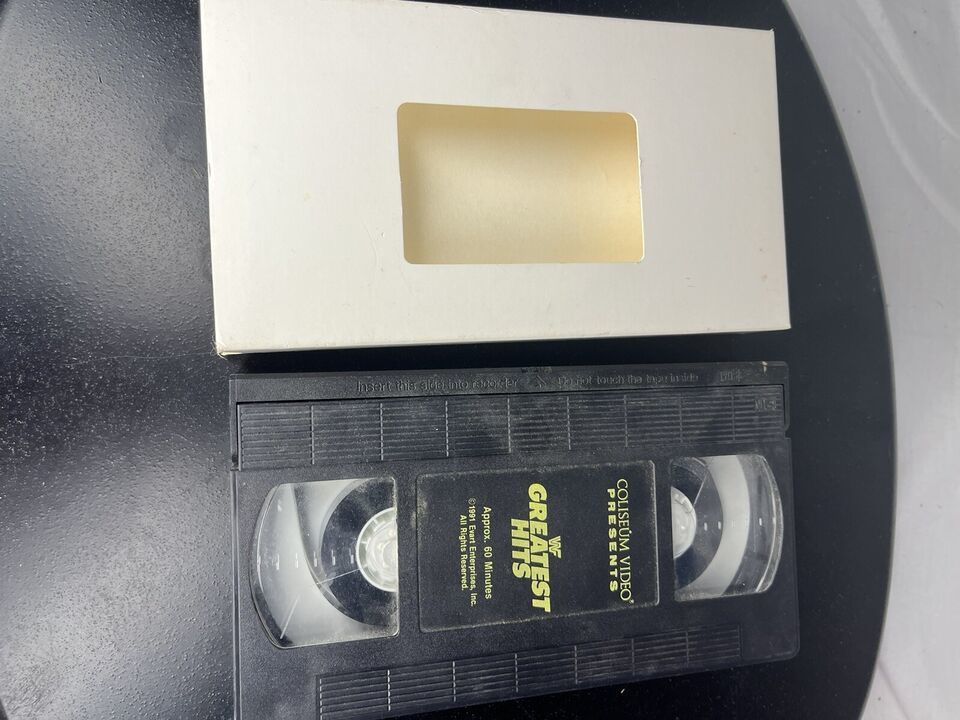 Insert this side into recorder
Do not touch the tape inside
COLISEUM VIDEO®
PRESENTS
WF
GREATEST
HITS
Approx. 60 Minutes
©1991 Evart Enterprises, Inc.
All Rights Reserved.